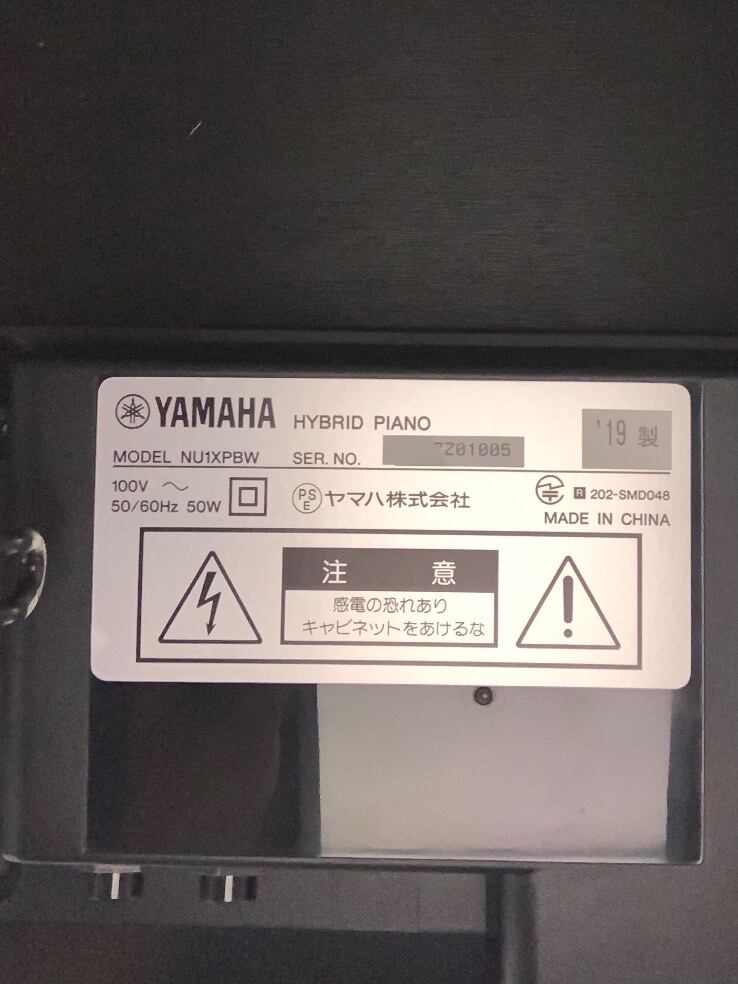 YAMAHA HYBRID PIANO
'19 製
MODEL NU1XPBW SER. NO. Z01005
100V ～
50/60Hz 50W
PS
E
ヤマハ株式会社
R 202-SMD048
MADE IN CHINA
注 意
感電の恐れあり
キャビネットをあけるな